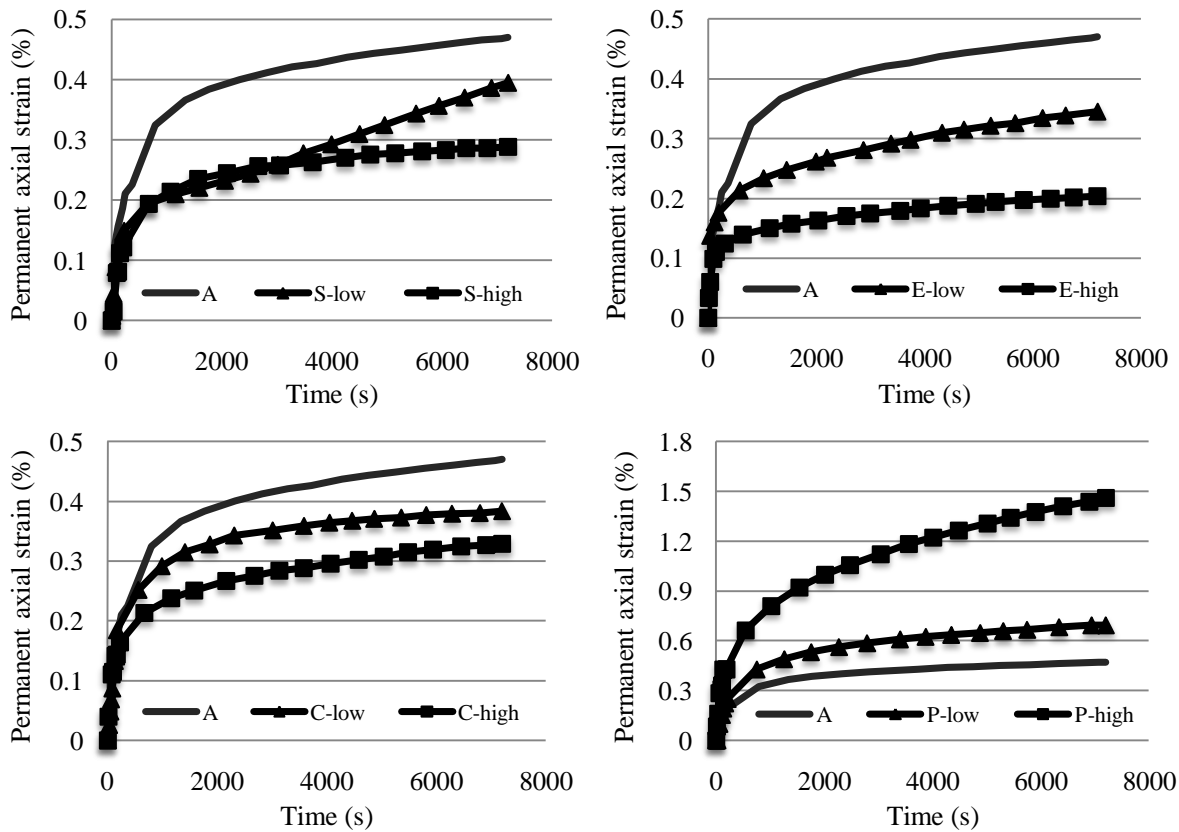 Permanent axial strain (%)
0.5
0.4
0.3
0.2
0.1
0
A
S-low
S-high
0
2000
4000
6000
8000
Time (s)
Permanent axial strain (%)
0.5
0.4
0.3
0.2
0.1
0
A
E-low
E-high
0
2000
4000
6000
8000
Time (s)
Permanent axial strain (%)
0.5
0.4
0.3
0.2
0.1
0
A
C-low
C-high
0
2000
4000
6000
8000
Time (s)
Permanent axial strain (%)
1.8
1.5
1.2
0.9
0.6
0.3
0
A
P-low
P-high
0
2000
4000
6000
8000
Time (s)